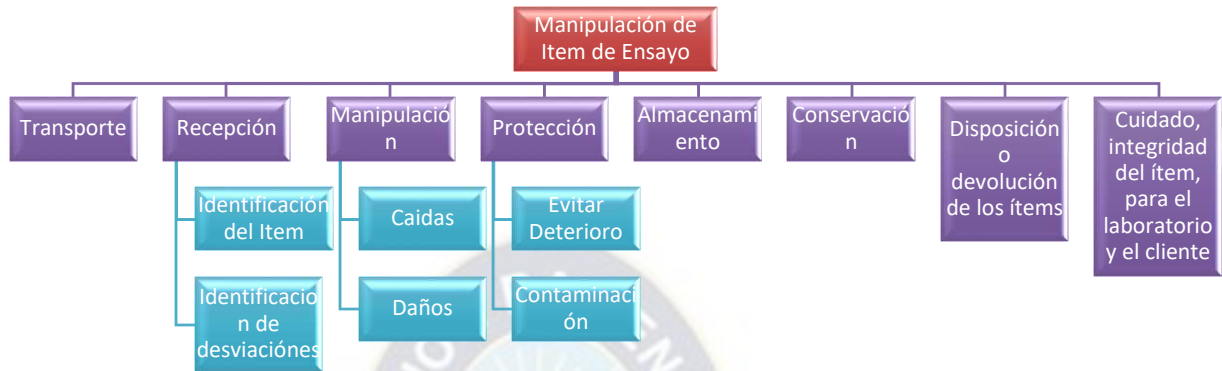 Manipulación de
Item de Ensayo
Transporte
Recepción
Manipulació
n
Protección
Almacenami
ento
Conservació
n
Disposición
o
devolución
de los ítems
Cuidado,
integridad
del ítem,
para el
laboratorio
y el cliente
Identificación
del Item
Identificacio
n de
desviaciónes
Caidas
Daños
Evitar
Deterioro
Contaminaci
ón